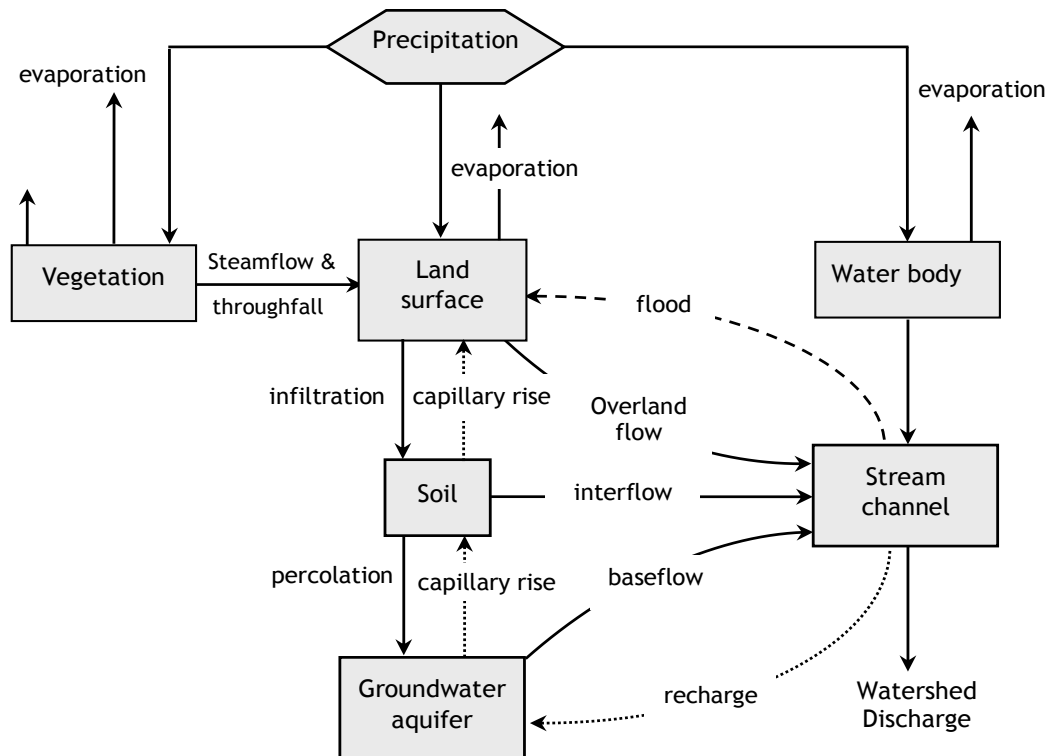 Precipitation
evaporation
evaporation
evaporation
Vegetation
Steamflow &
throughfall
Land
surface
Water body
flood
infiltration
capillary rise
Overland
flow
Soil
interflow
Stream
channel
percolation
capillary rise
baseflow
Groundwater
aquifer
recharge
Watershed
Discharge